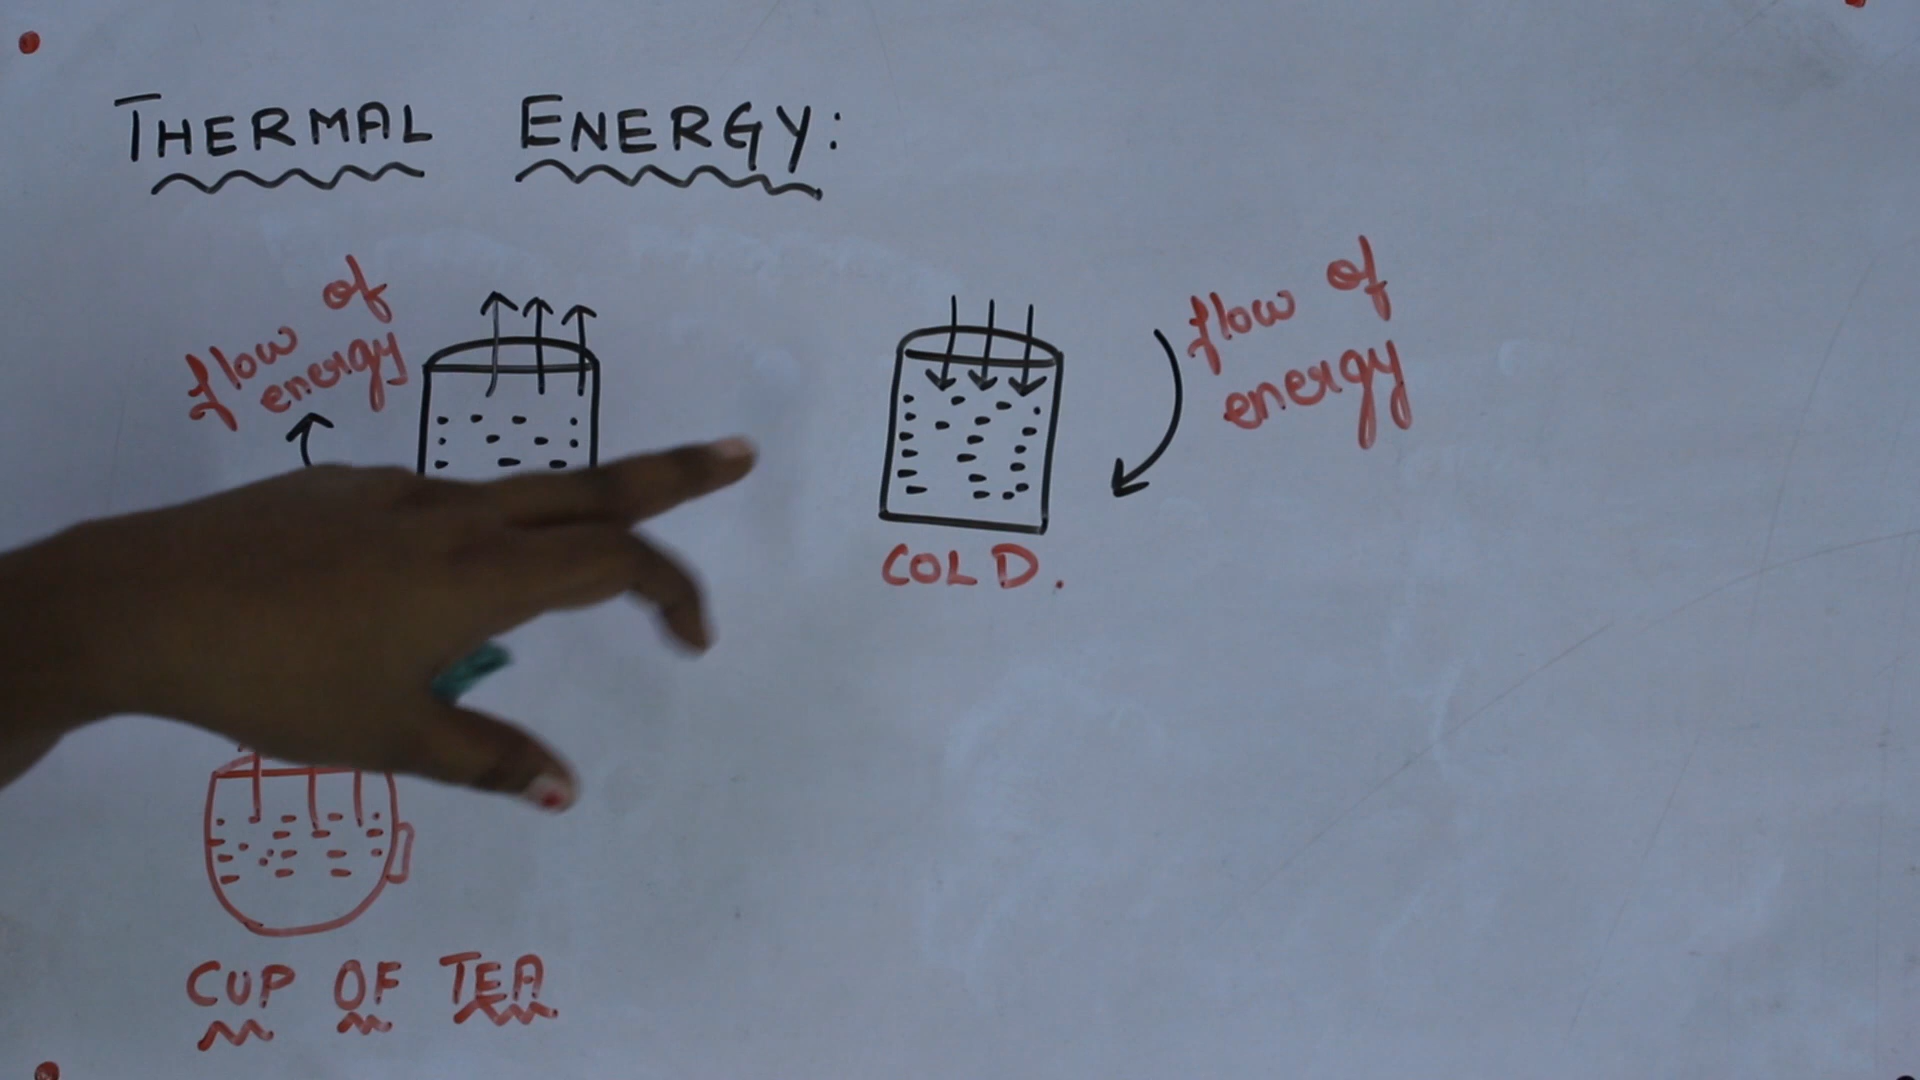 THERMAL ENERGY:
flow of
energy
flow of
energy
COLD.
CUP OF TEA